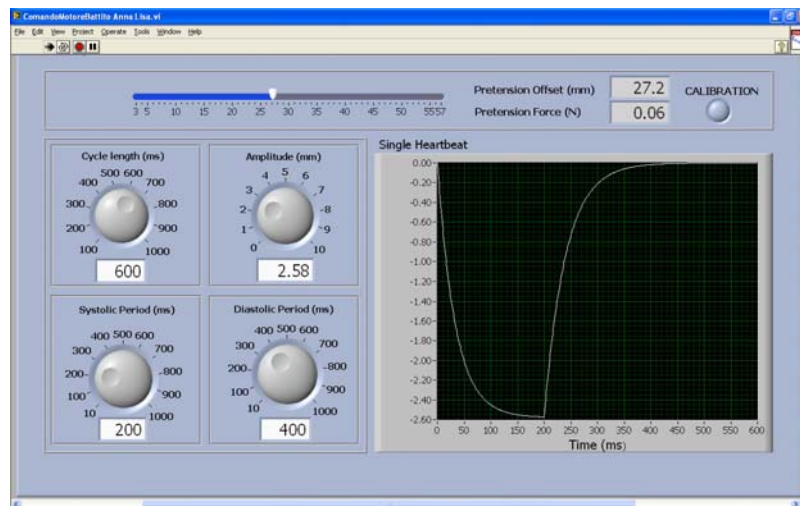 ComandoMotoreBattito Anna Lisa.vi
File Edit View Project Operate Tools Window Help
Pretension Offset (mm) 27.2 CALIBRATION
3 5 10 15 20 25 30 35 40 45 50 5557
Pretension Force (N) 0.06
Single Heartbeat
Cycle length (ms)
500 600
400 700
300 800
200 900
100 1000
600
Amplitude (mm)
5
4 6
3 7
2 8
1 9
0 10
2.58
Systolic Period (ms)
400 500 600
300 700
200 800
100 900
10 1000
200
Diastolic Period (ms)
400 500 600
300 700
200 800
100 900
10 1000
400
0.00
-0.20
-0.40
-0.60
-0.80
-1.00
-1.20
-1.40
-1.60
-1.80
-2.00
-2.20
-2.40
-2.60
0 50 100 150 200 250 300 350 400 450 500 550 600
Time (ms)